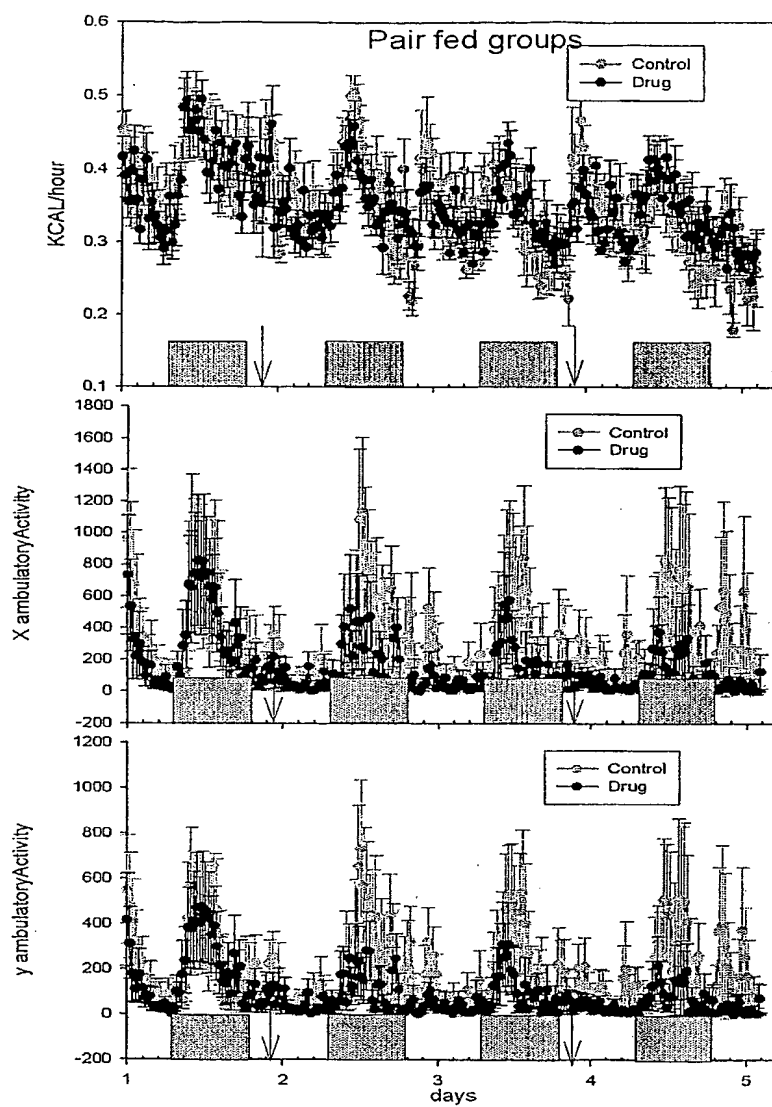 Pair fed groups
Control
Drug
KCAL/hour
0.6
0.5
0.4
0.3
0.2
0.1
Control
Drug
X ambulatoryActivity
1800
1600
1400
1200
1000
800
600
400
200
0
-200
Control
Drug
y ambulatoryActivity
1200
1000
800
600
400
200
0
-200
1 2 3 4 5
days